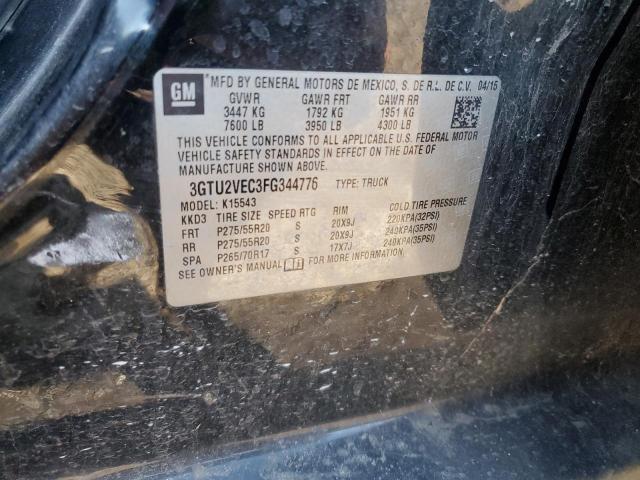 GM
*MFD BY GENERAL MOTORS DE MEXICO, S. DE R.L. DE C.V. 04/15
GVWR GAWR FRT GAWR RR
3447 KG 1792 KG 1951 KG
7600 LB 3950 LB 4300 LB
THIS VEHICLE CONFORMS TO ALL APPLICABLE U.S. FEDERAL MOTOR
VEHICLE SAFETY STANDARDS IN EFFECT ON THE DATE OF
MANUFACTURE SHOWN ABOVE.
3GTU2VEC3FG344776 TYPE: TRUCK
MODEL: K15543
KKD3 TIRE SIZE SPEED RTG RIM COLD TIRE PRESSURE
FRT P275/55R20 S 20X9J 220KPA(32PSI)
RR P275/55R20 S 20X9J 240KPA(35PSI)
SPA P265/70R17 S 17X7J 240KPA(35PSI)
SEE OWNER'S MANUAL FOR MORE INFORMATION.